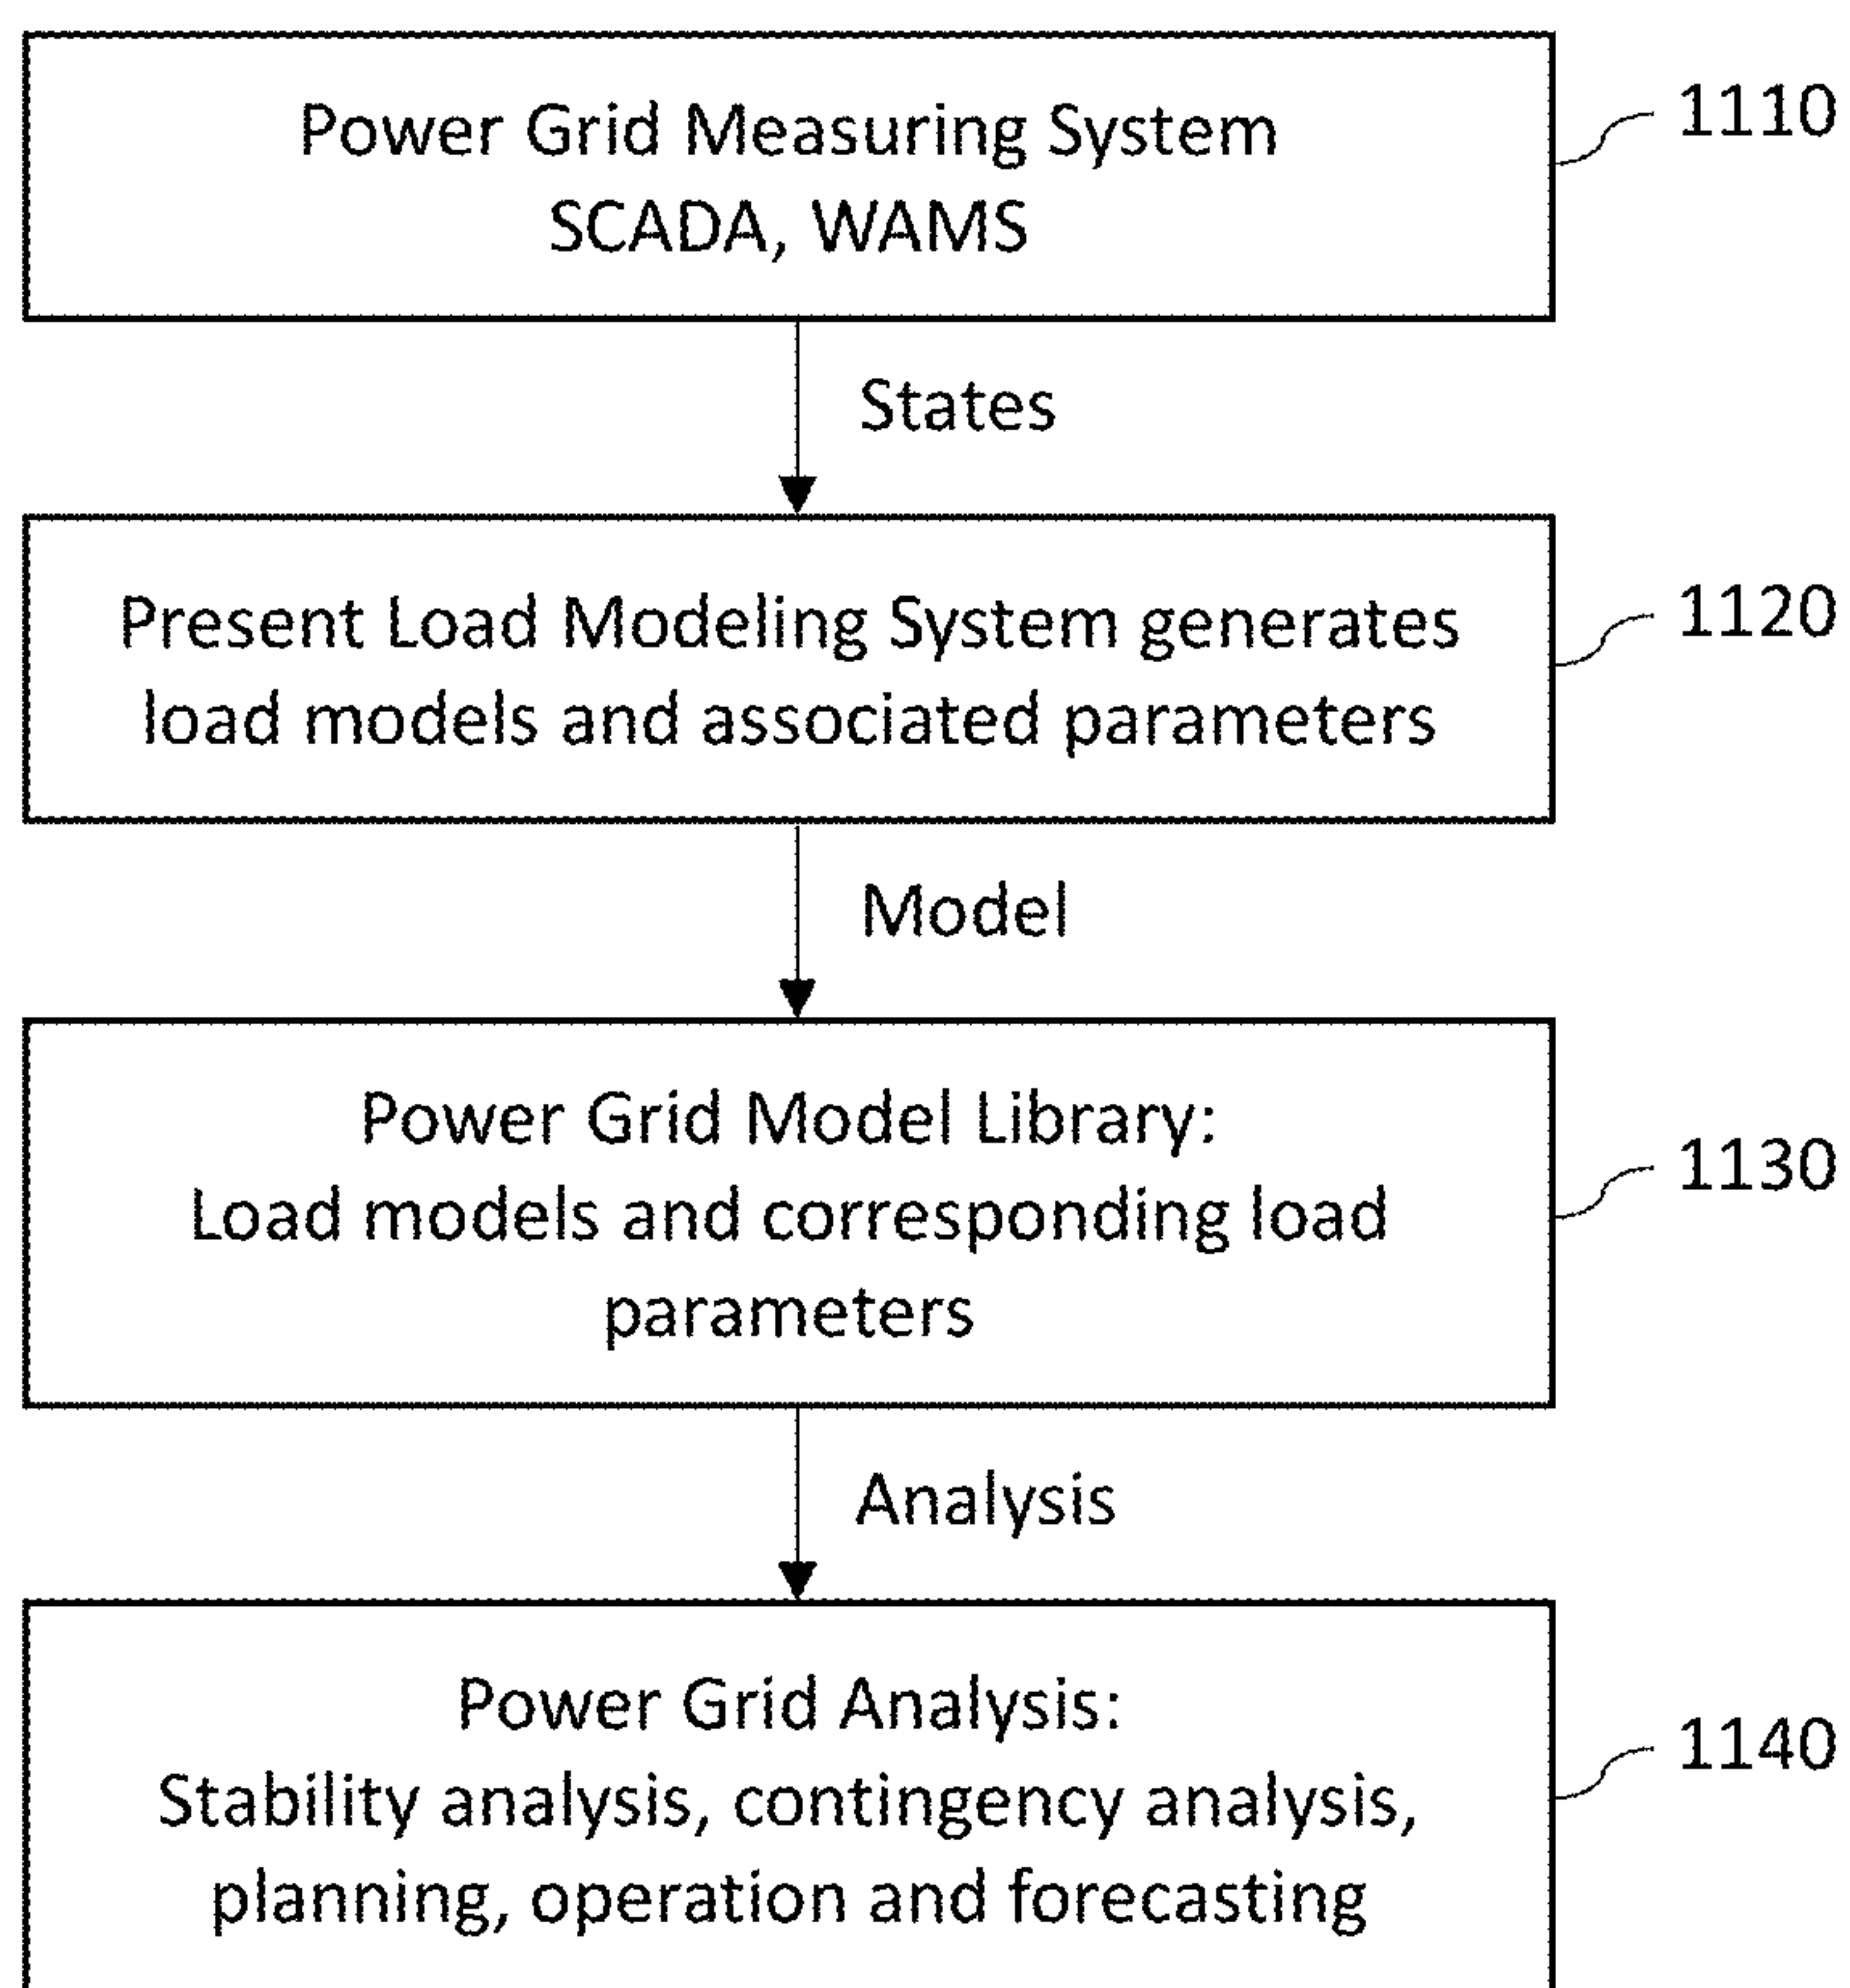 Power Grid Measuring System
SCADA, WAMS
1110
States
Present Load Modeling System generates
load models and associated parameters
1120
Model
Power Grid Model Library:
Load models and corresponding load
parameters
1130
Analysis
Power Grid Analysis:
Stability analysis, contingency analysis,
planning, operation and forecasting
1140